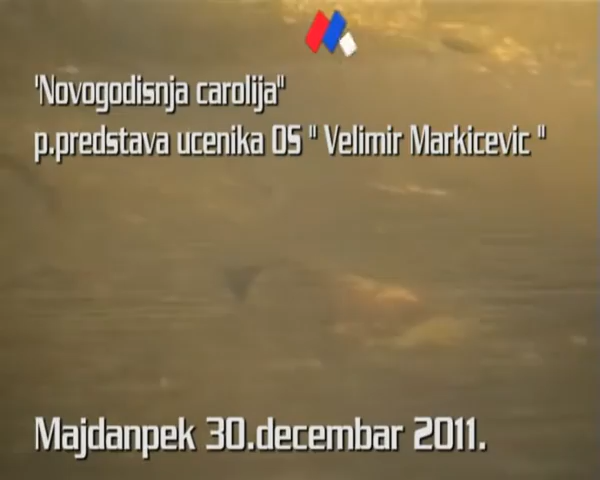 'Novogodisnja carolija"
p.predstava ucenika OS " Velimir Markicevic "
Majdanpek 30.decembar 2011.